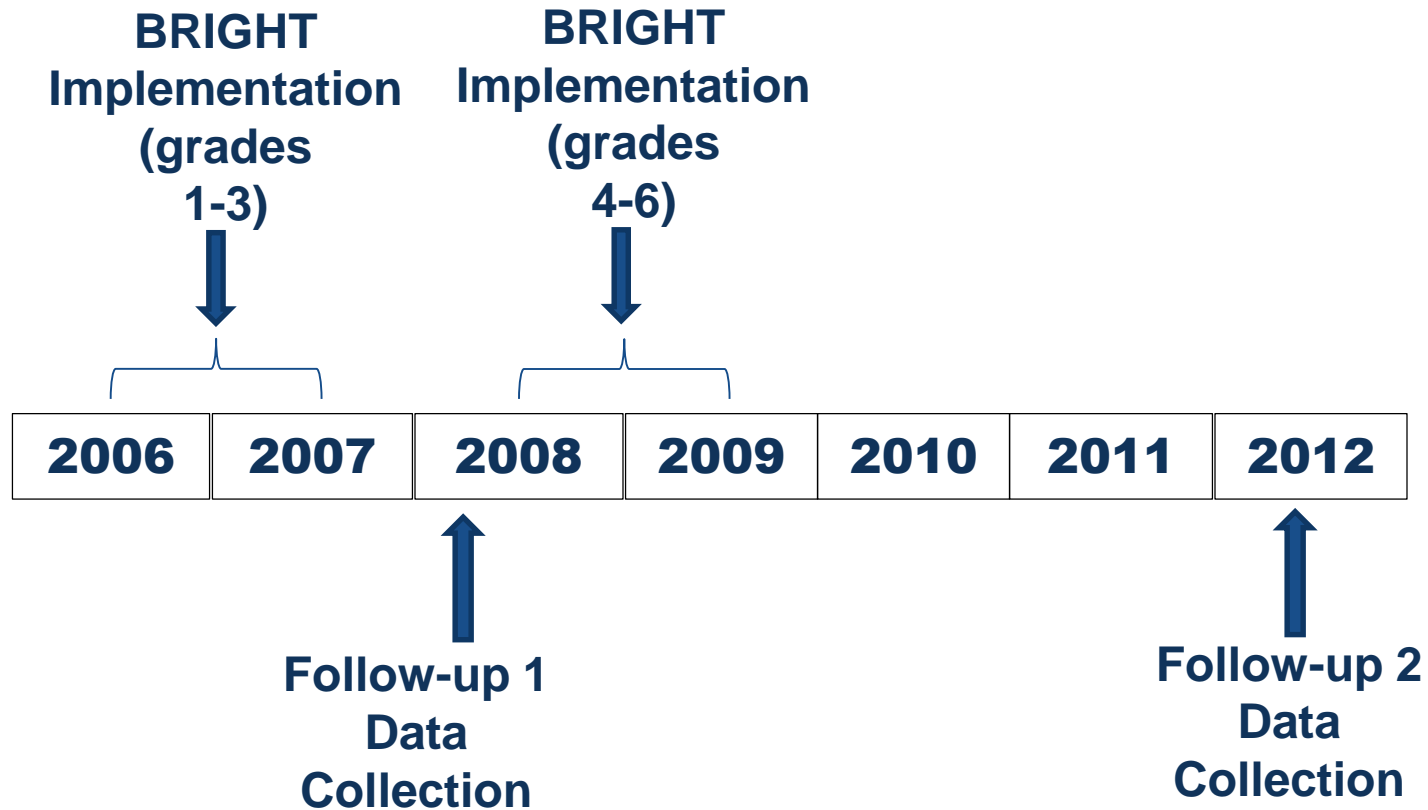 BRIGHT
Implementation
(grades
1-3)
BRIGHT
Implementation
(grades
4-6)
2006 2007 2008 2009 2010 2011 2012
Follow-up 1
Data
Collection
Follow-up 2
Data
Collection